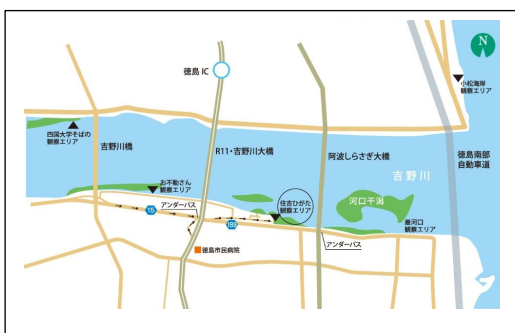 N
徳島 IC
小松海岸
観察エリア
四国大学そばの
観察エリア
吉野川橋
R11・吉野川大橋
阿波しらさぎ大橋
徳島南部
自動車道
吉野川
お不動さん
観察エリア
アンダーパス
住吉ひがた
観察エリア
河口干潟
最河口
観察エリア
15
189
アンダーパス
徳島市民病院